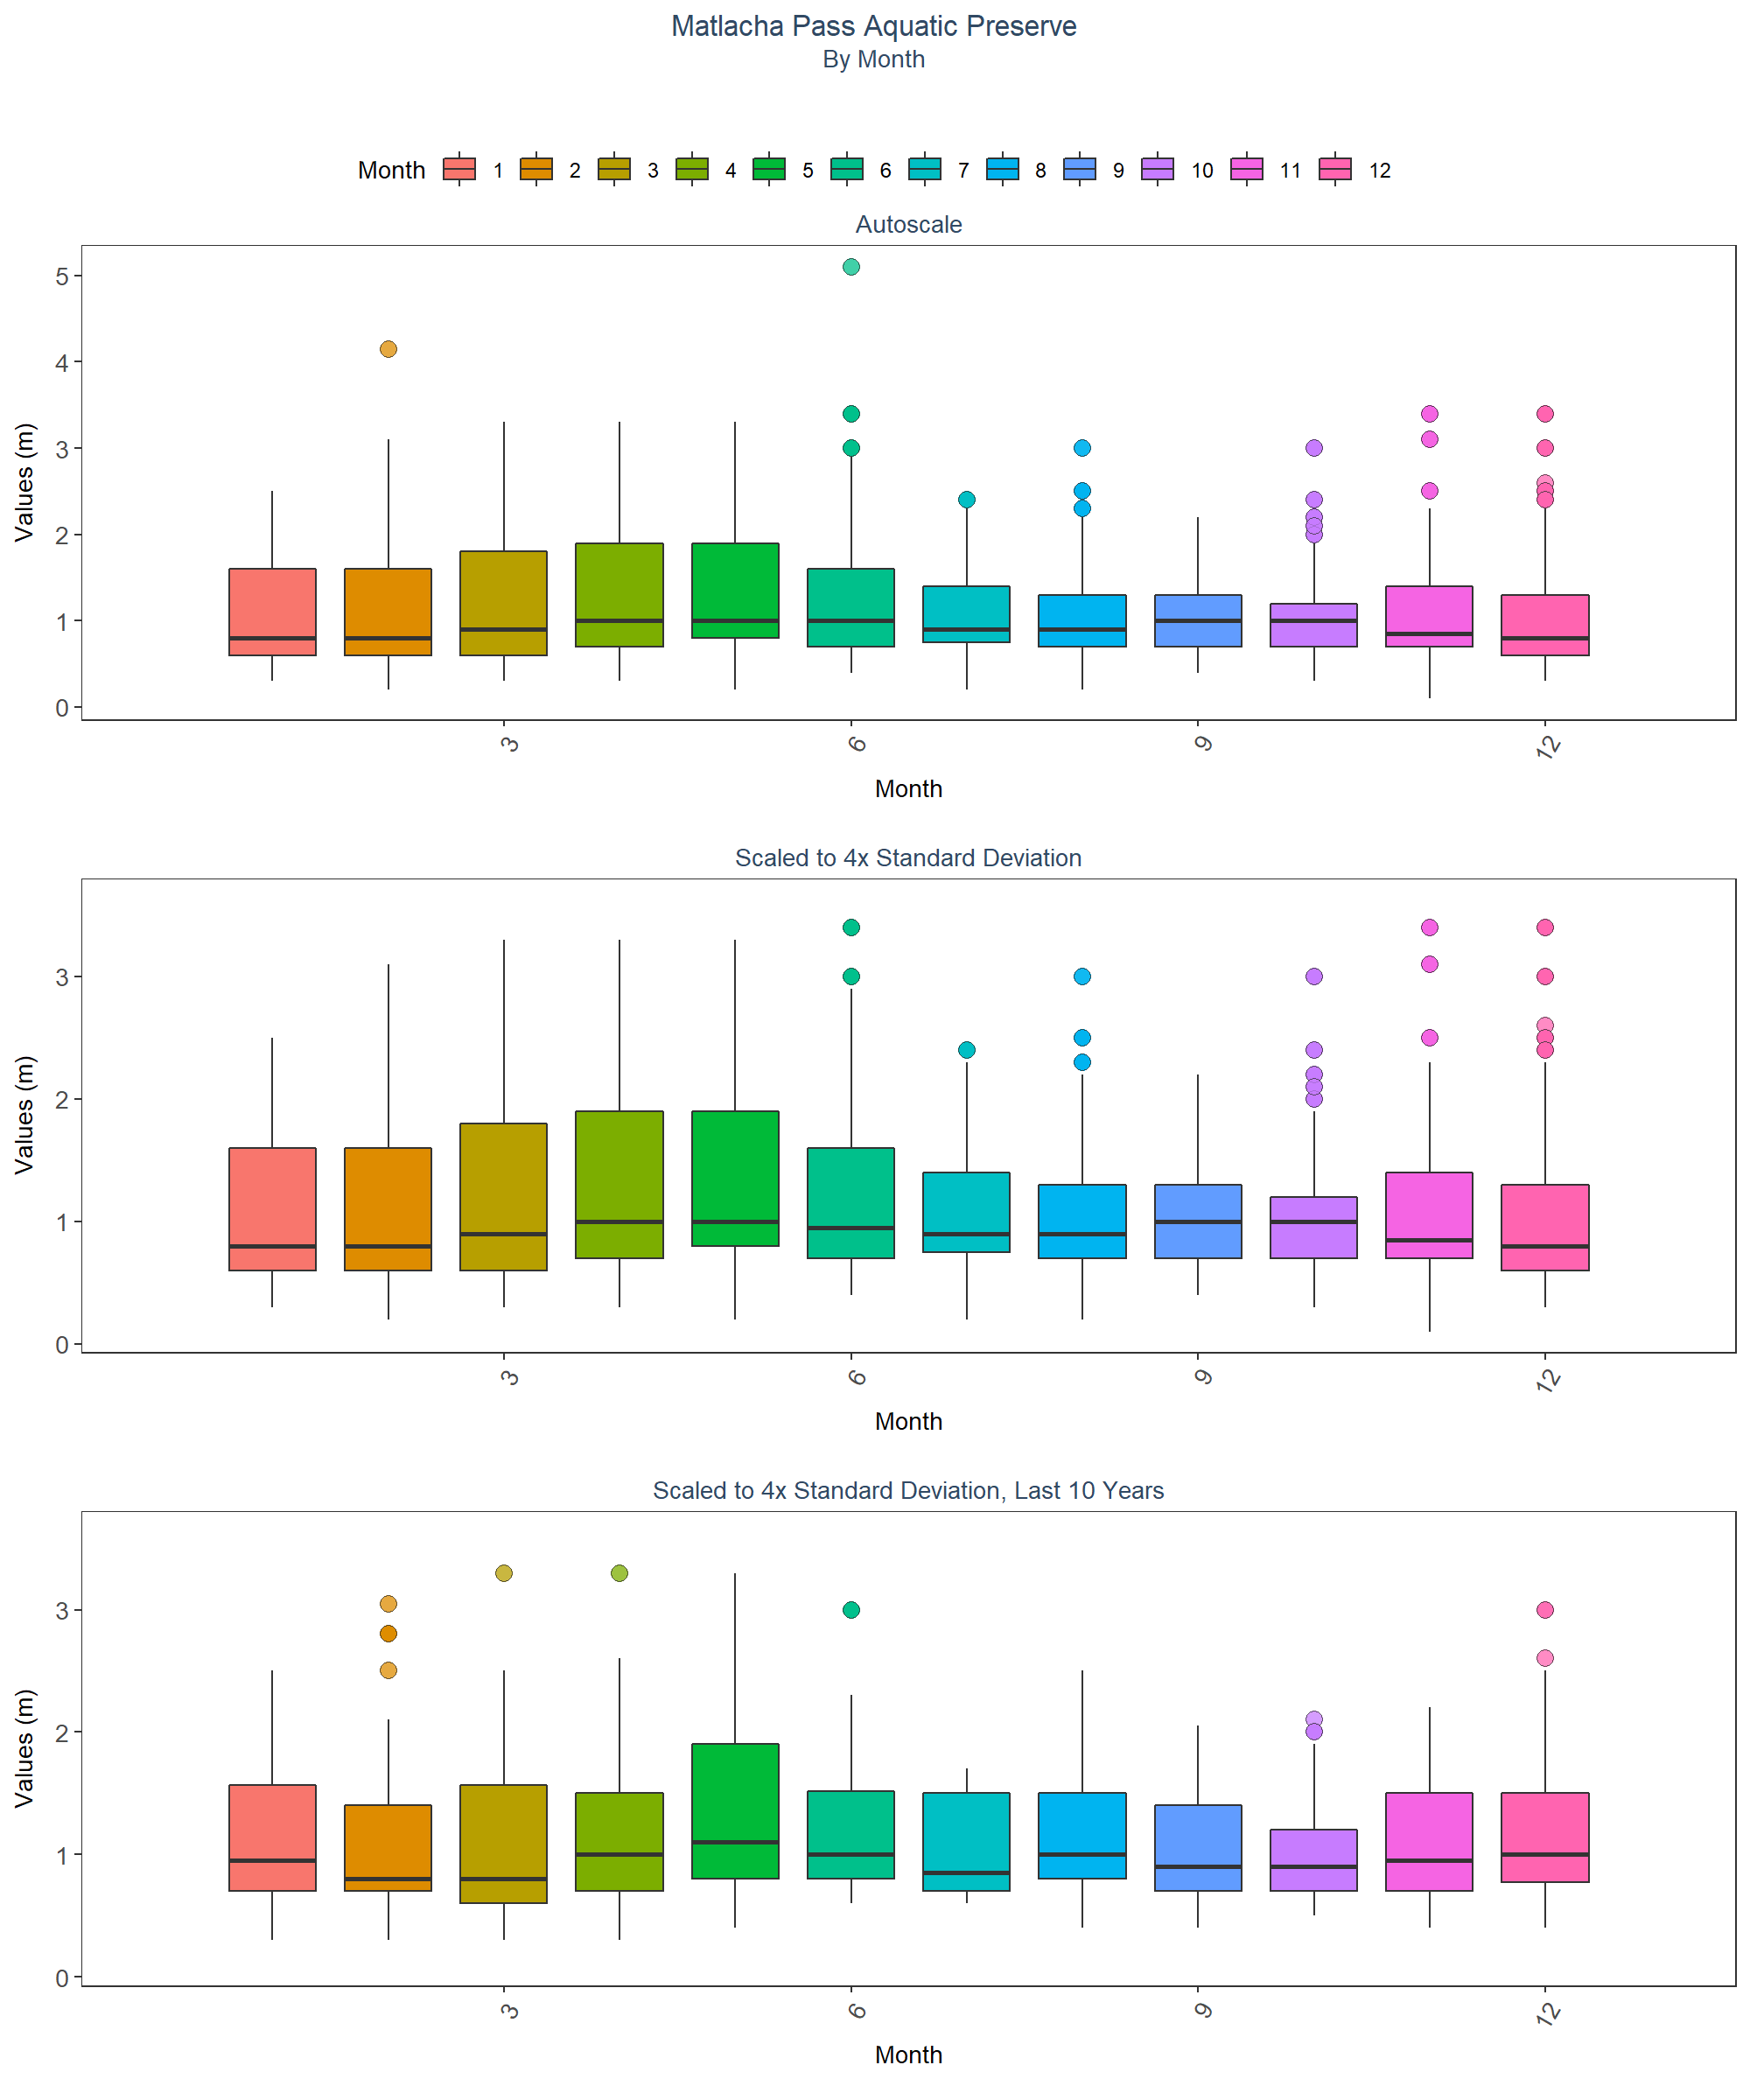 Matlacha Pass Aquatic Preserve
By Month
Month 1 2 3 4 5 6 7 8 9 10 11 12
Autoscale
Values (m)
5
4
3
2
1
0
3 6 9 12
Month
Scaled to 4x Standard Deviation
Values (m)
3
2
1
0
3 6 9 12
Month
Scaled to 4x Standard Deviation, Last 10 Years
Values (m)
3
2
1
0
3 6 9 12
Month